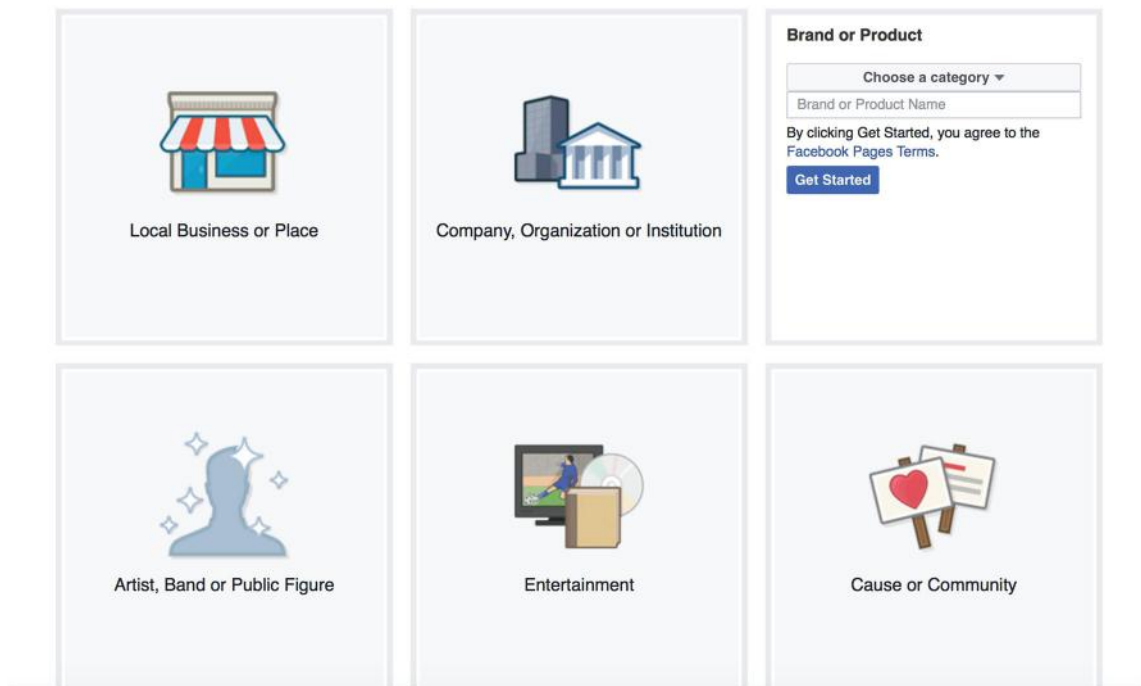 Brand or Product
Choose a category
Brand or Product Name
By clicking Get Started, you agree to the
Facebook Pages Terms.
Get Started
Local Business or Place
Company, Organization or Institution
Artist, Band or Public Figure
Entertainment
Cause or Community